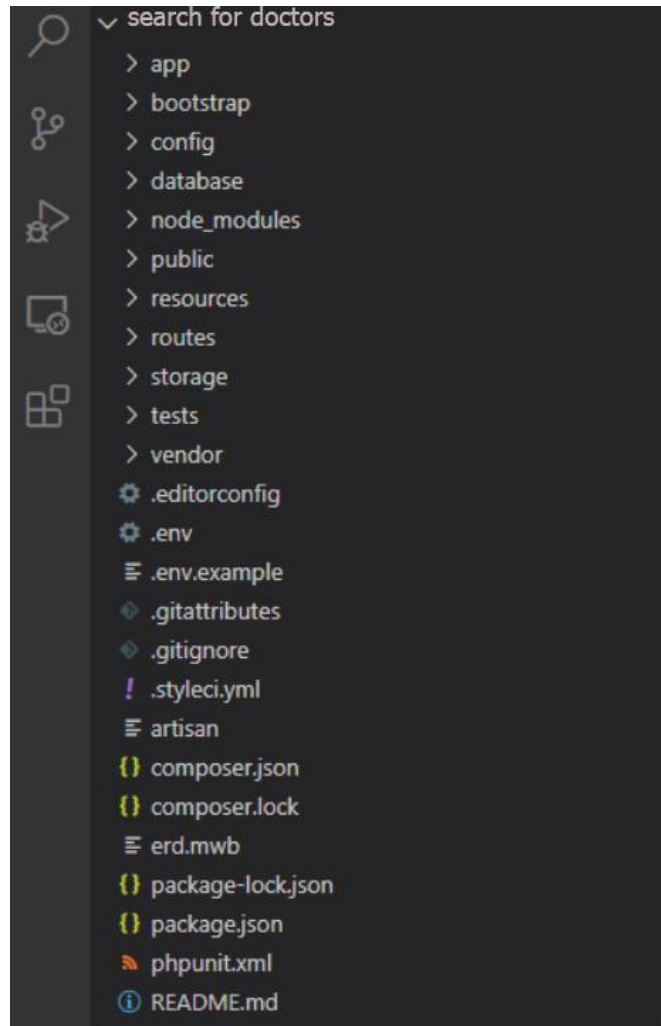 search for doctors
app
bootstrap
config
database
node_modules
public
resources
routes
storage
tests
vendor
.editorconfig
.env
.env.example
.gitattributes
.gitignore
.styleci.yml
artisan
composer.json
composer.lock
erd.mwb
package-lock.json
package.json
phpunit.xml
README.md